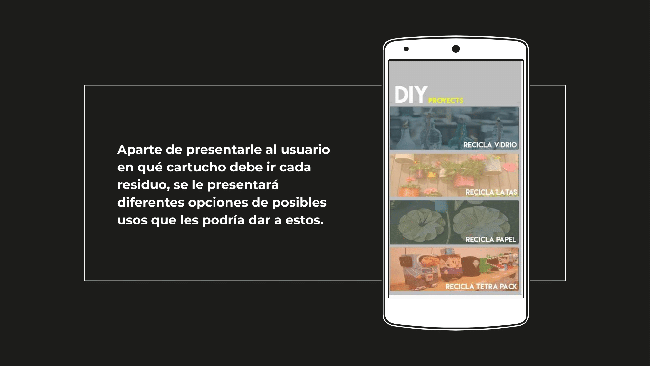 Aparte de presentarle al usuario
en qué cartucho debe ir cada
residuo, se le presentará
diferentes opciones de posibles
usos que les podría dar a estos.
DIY PROYECTS
RECICLA VIDRIO
RECICLA LATAS
RECICLA PAPEL
RECICLA TETRA PACK